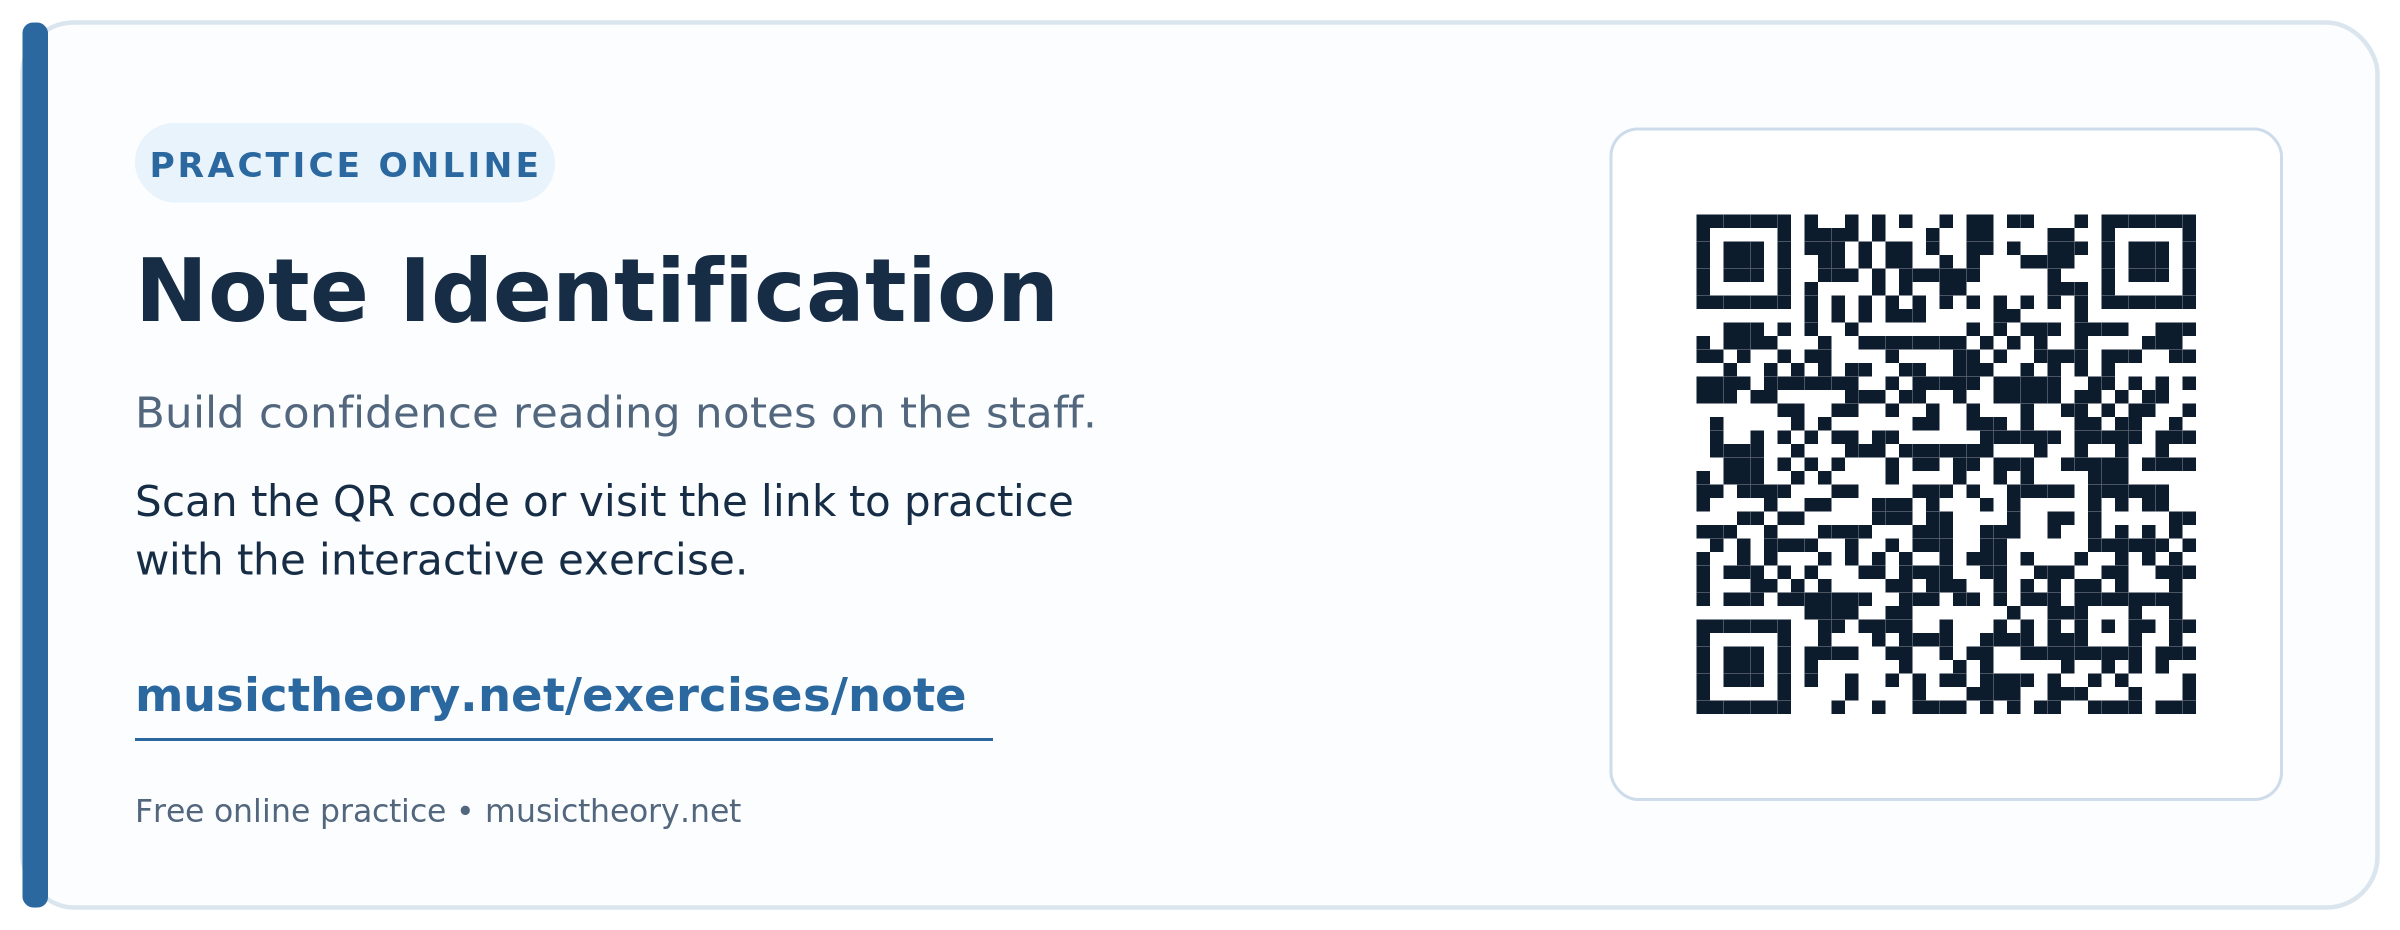 PRACTICE ONLINE
Note Identification
Build confidence reading notes on the staff.
Scan the QR code or visit the link to practice
with the interactive exercise.
musictheory.net/exercises/note
Free online practice • musictheory.net